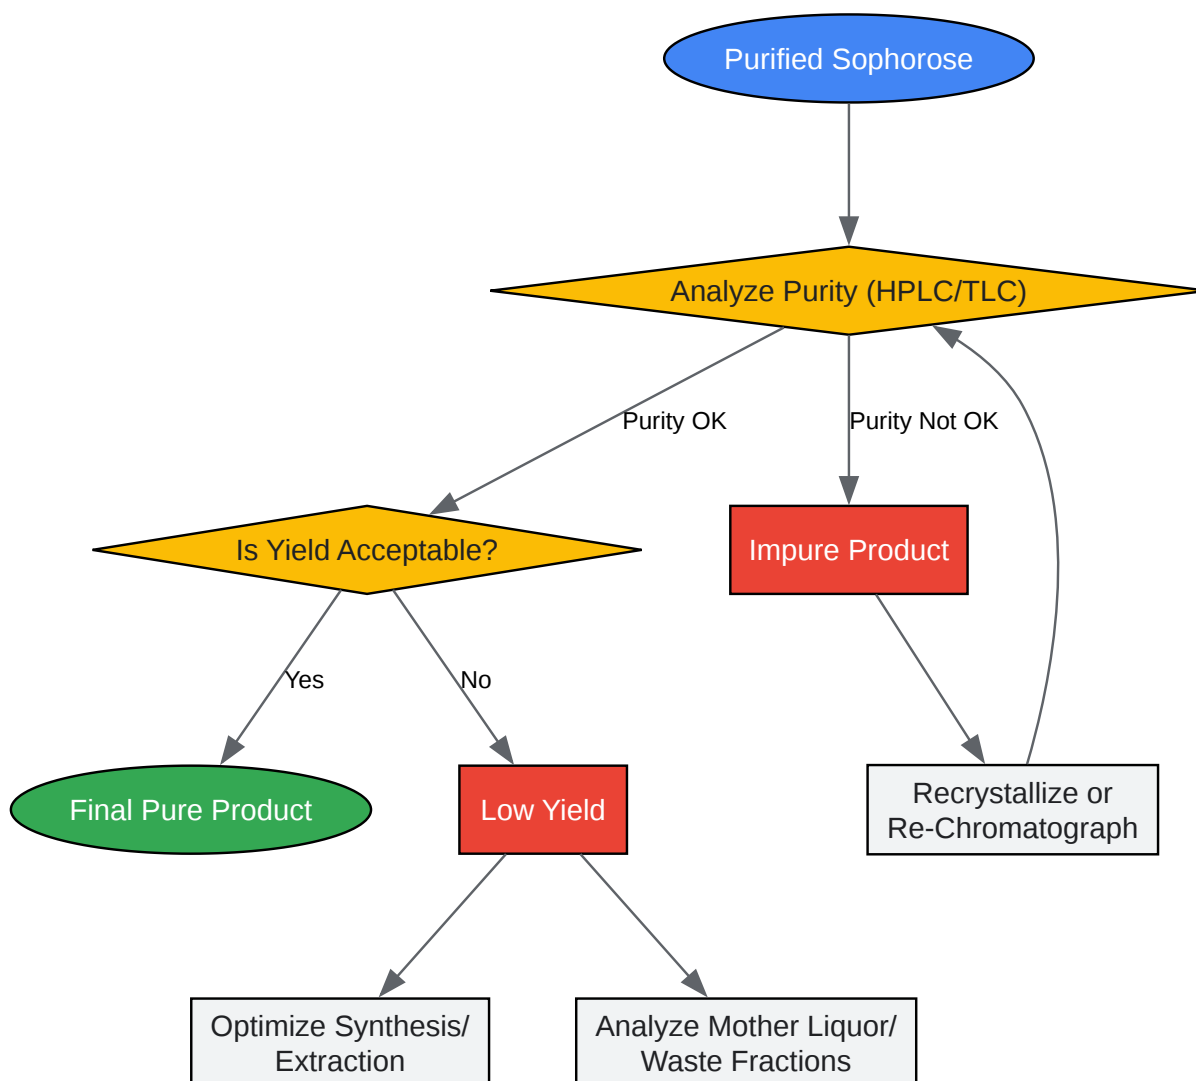 Purified Sophorose
Analyze Purity (HPLC/TLC)
Purity OK
Purity Not OK
Is Yield Acceptable?
Impure Product
Yes
No
Final Pure Product
Low Yield
Recrystallize or
Re-Chromatograph
Optimize Synthesis/
Extraction
Analyze Mother Liquor/
Waste Fractions